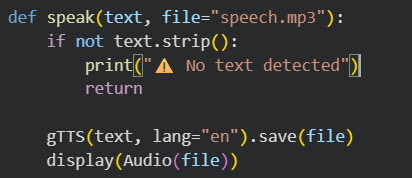 def speak(text, file="speech.mp3"):
    if not text.strip():
        print("⚠️ No text detected")
        return
    gTTS(text, lang="en").save(file)
    display(Audio(file))